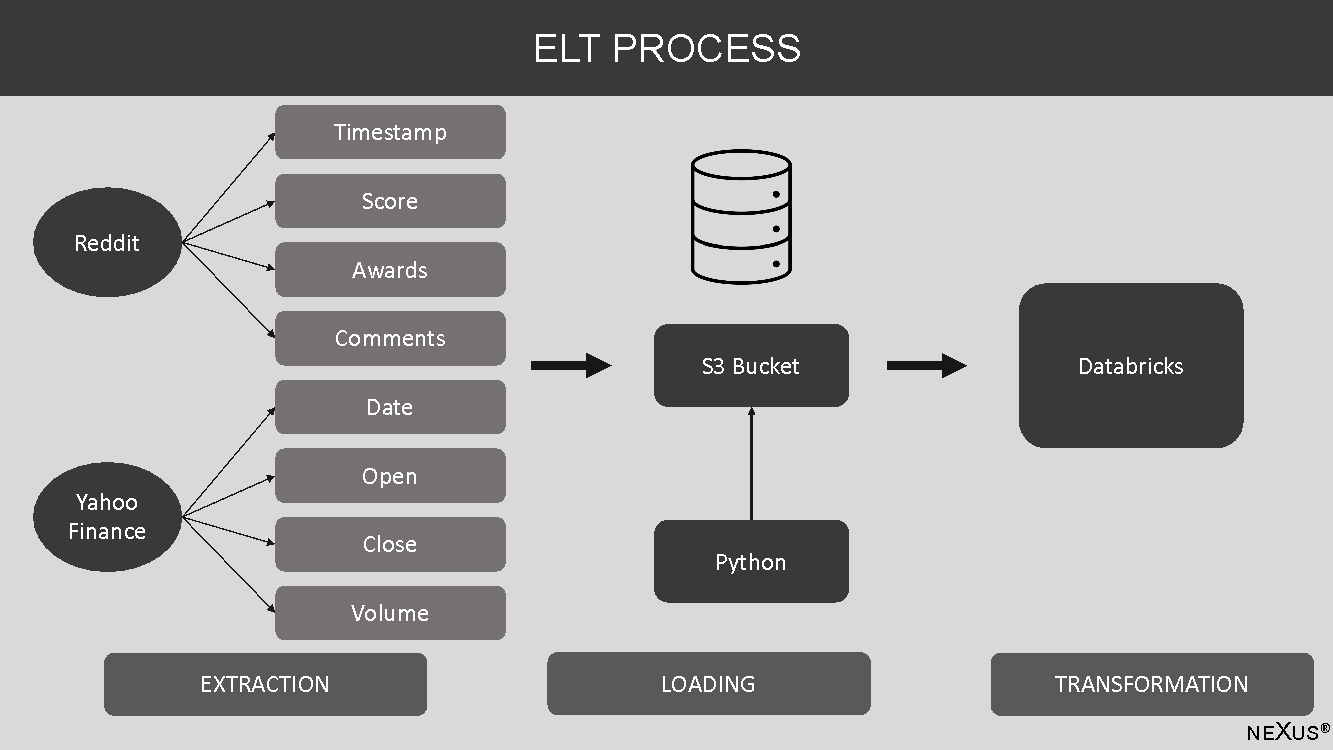 ELT PROCESS
Reddit
Timestamp
Score
Awards
Comments
Yahoo
Finance
Date
Open
Close
Volume
S3 Bucket
Python
Databricks
EXTRACTION
LOADING
TRANSFORMATION
NEXUS®